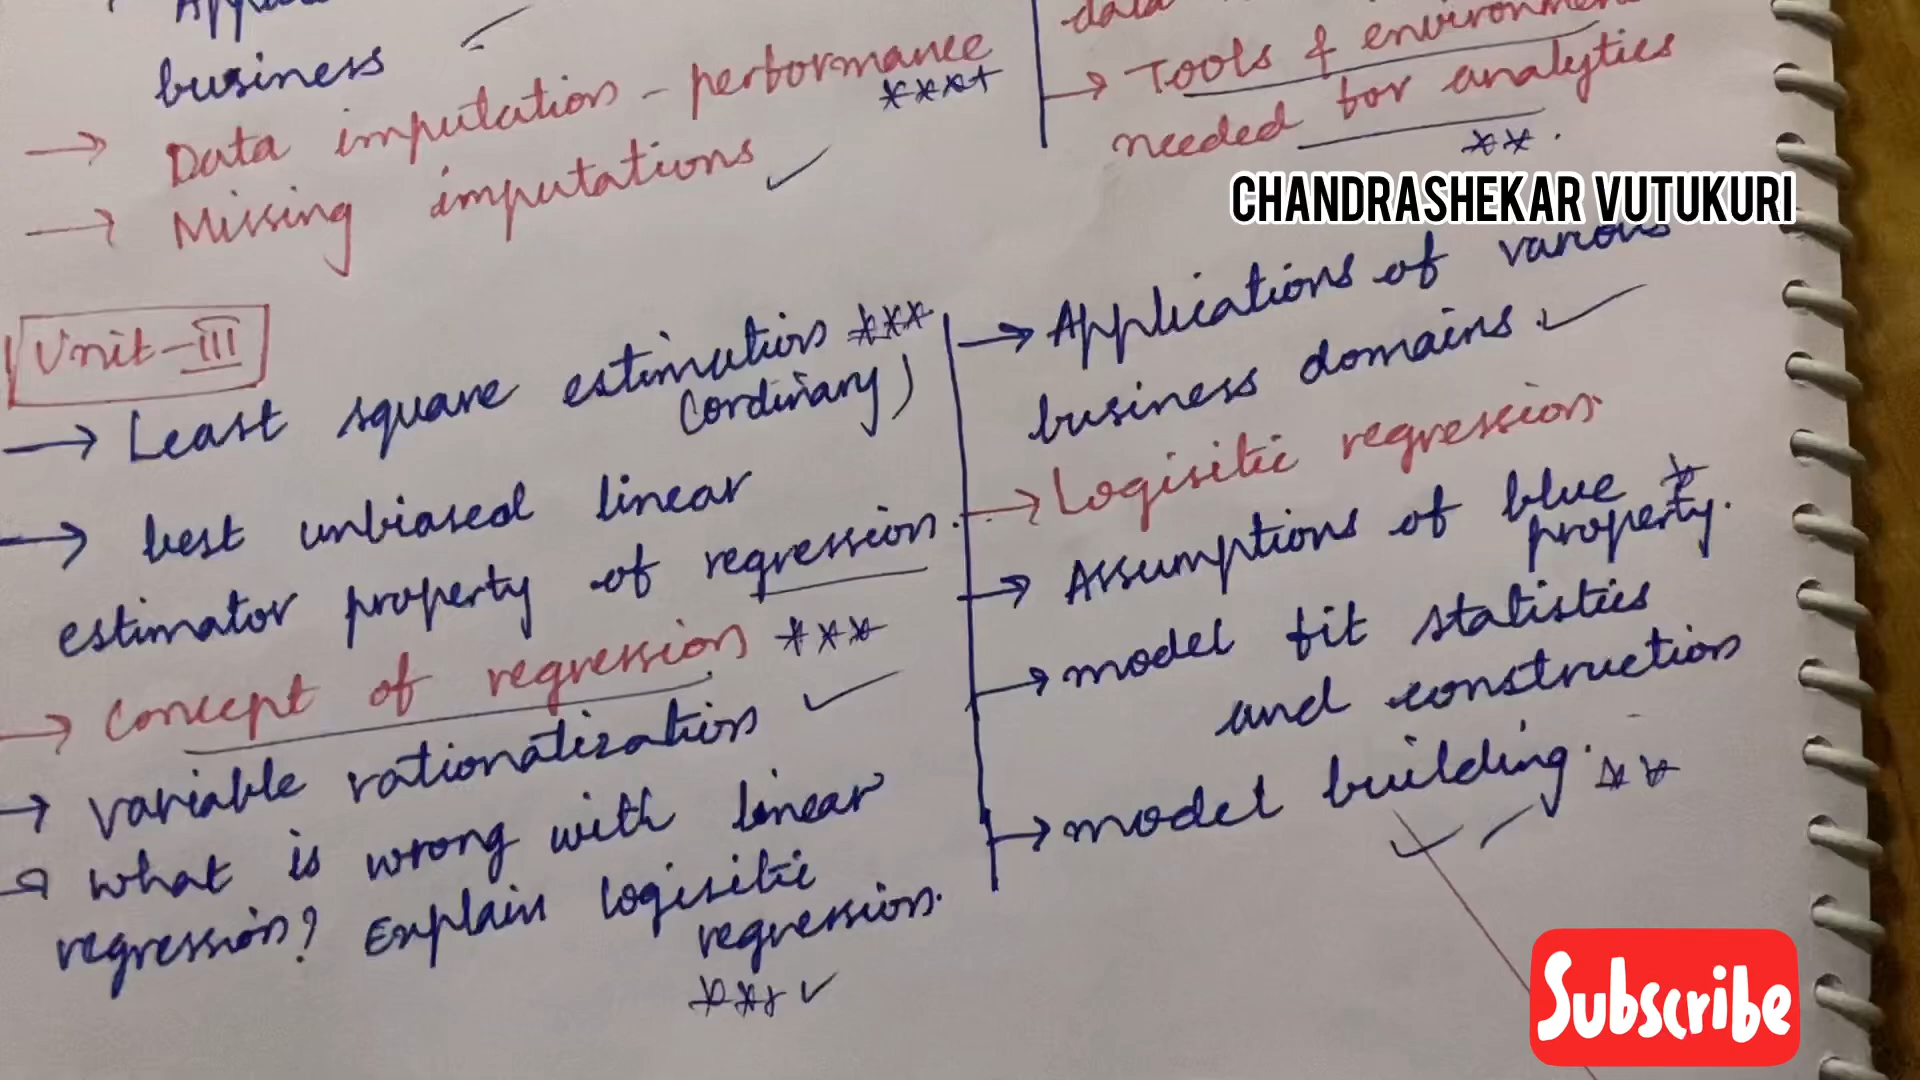 business
→ Data imputation - performance ****
→ Missing imputations ✓
data
→ Tools & environment
needed for analytics
**.
CHANDRASHEKAR VUTUKURI
Unit-III
→ Least square estimation ***
(ordinary)
→ best unbiased linear
estimator property of regression.
→ Concept of regression ***
→ variable rationalization ✓
→ what is wrong with linear
regression? Explain logisitic
regression.
*** ✓
→ Applications of various
business domains ✓
→ Logisitic regression.
→ Assumptions of blue *
property.
→ model fit statistics
and construction
→ model building. **
Subscribe